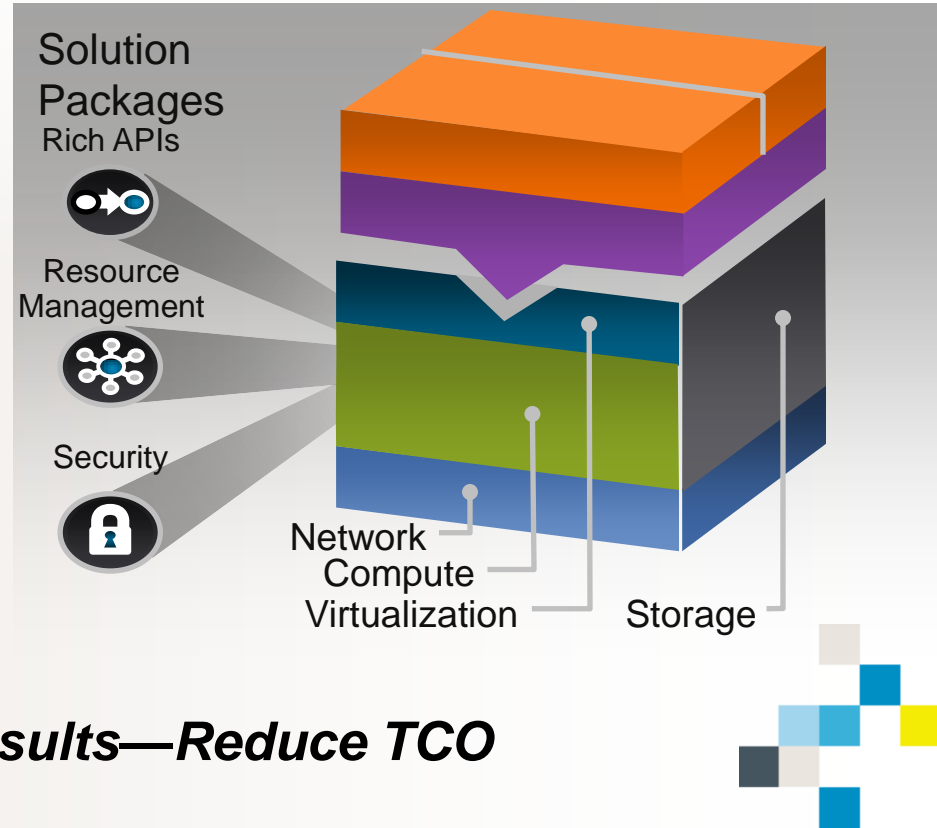 Solution
Packages
Rich APIs
Resource
Management
Security
Network
Compute
Virtualization
Storage
sults—Reduce TCO